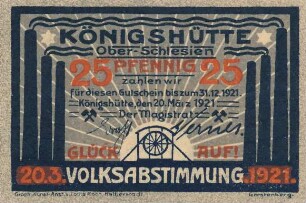 KÖNIGSHÜTTE
Ober-Schlesien
25 PFENNIG 25
zahlen wir
für diesen Gutschein bis zum 31.12.1921.
Königshütte, den 20. März 1921
Der Magistrat
GLÜCK AUF!
20.3. VOLKSABSTIMMUNG. 1921.
Halberstadt